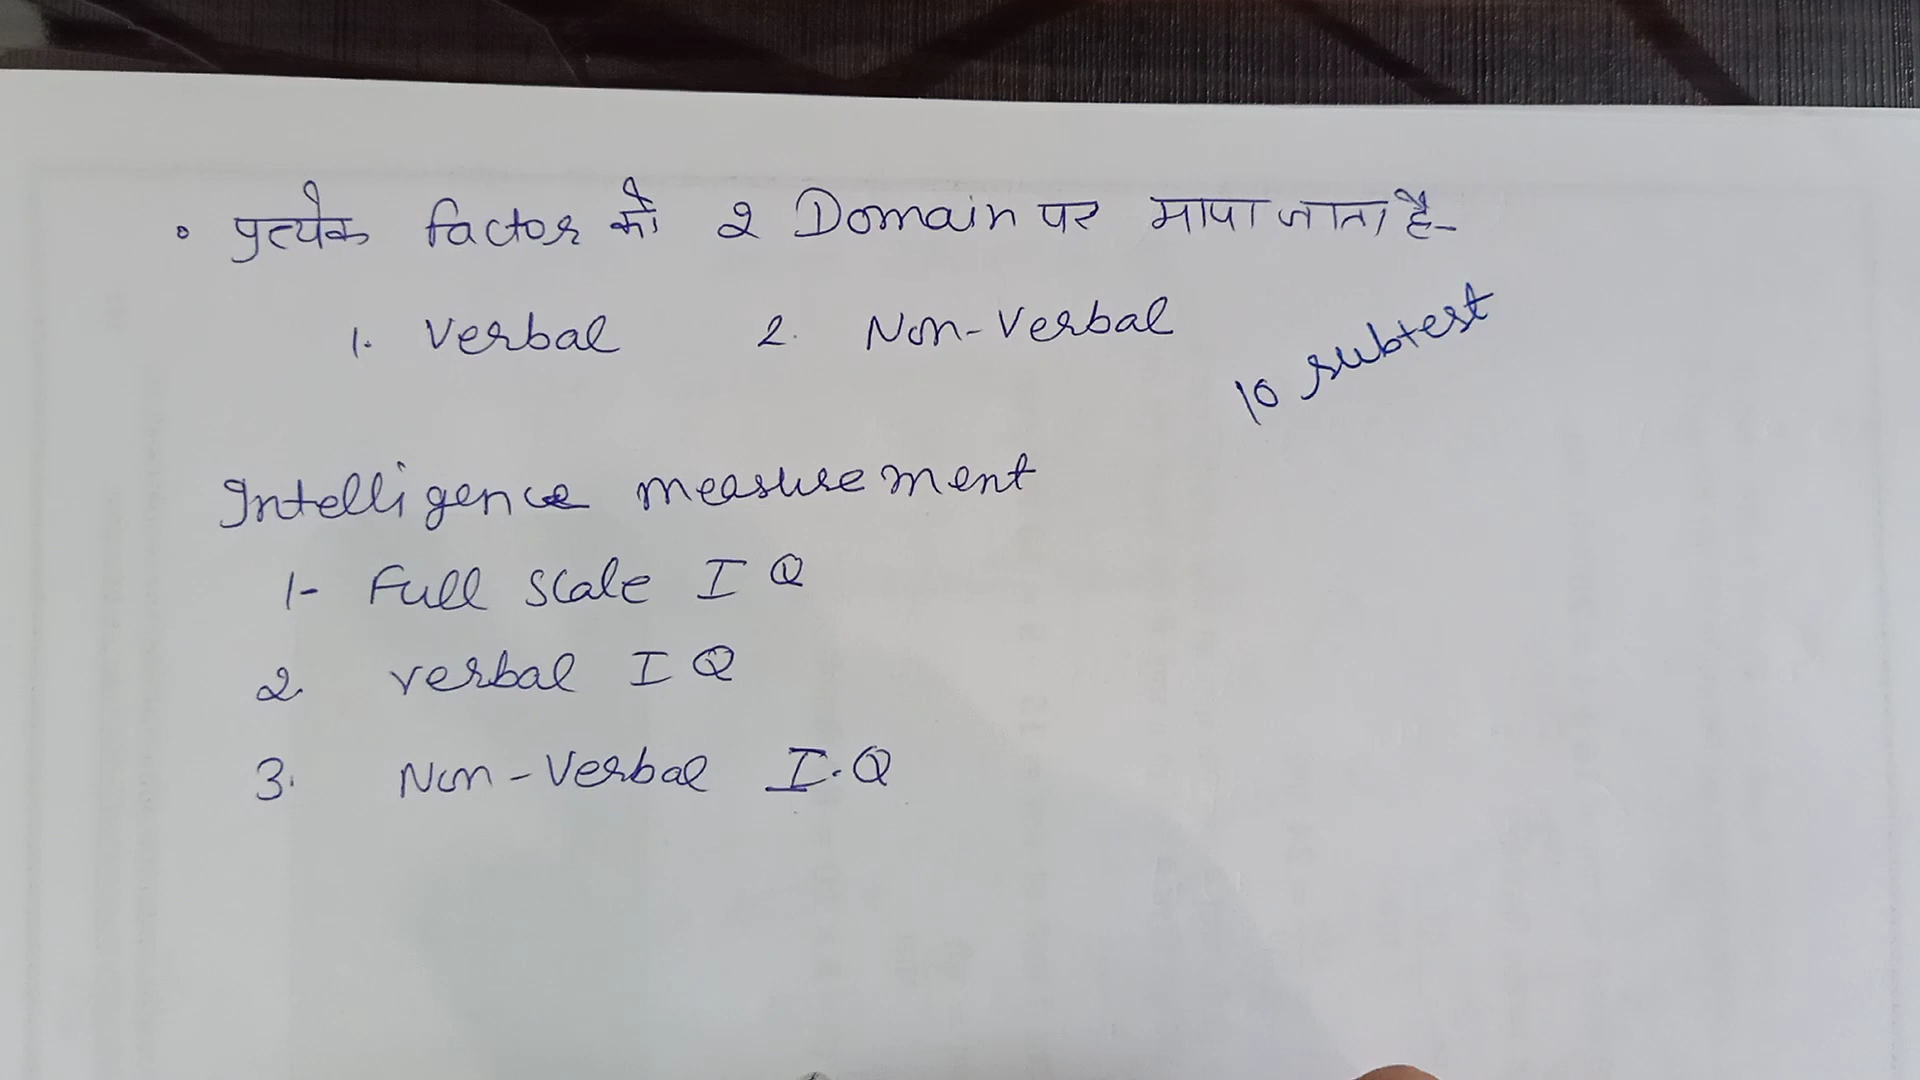 • प्रत्येक factor को 2 Domain पर मापा जाता है-
1. Verbal 2. Non-Verbal
10 subtest
Intelligence measurement
1- Full scale I Q
2. verbal I Q
3. Non-Verbal I.Q